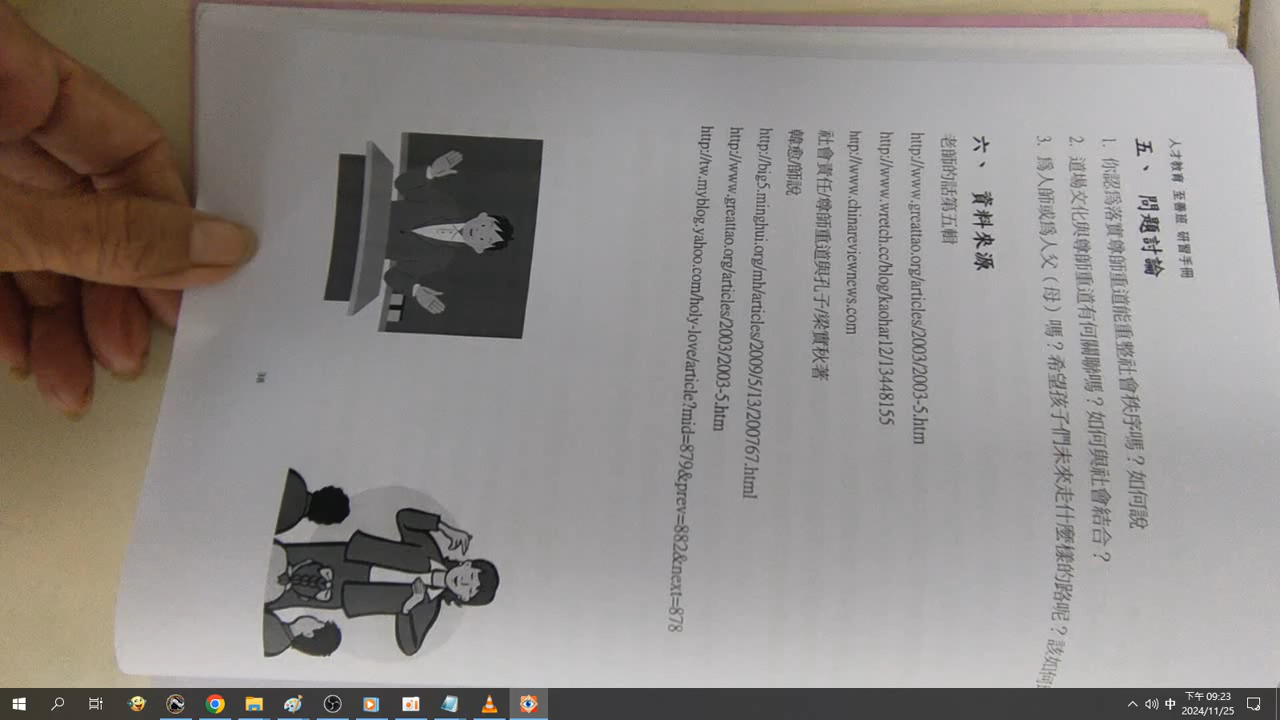 人才教育 至善班 研習手冊
五、 問題討論
1. 你認為落實尊師重道能重整社會秩序嗎？如何說
2. 道場文化與尊師重道有何關聯嗎？如何與社會結合？
3. 為人師或為人父（母）嗎？希望孩子們未來走什麼樣的路呢？該如何
六、 資料來源
老師的話第五輯
http://www.greattao.org/articles/2003/2003-5.htm
http://www.wretch.cc/blog/kaohar12/13448155
http://www.chinareviewnews.com
社會責任/尊師重道與孔子/梁實秋著
韓愈/師說
http://big5.minghui.org/mh/articles/2009/5/13/200767.html
http://www.greattao.org/articles/2003/2003-5.htm
http://tw.myblog.yahoo.com/holy-love/article?mid=879&prev=882&next=878
38
中
下午 09:23
2024/11/25